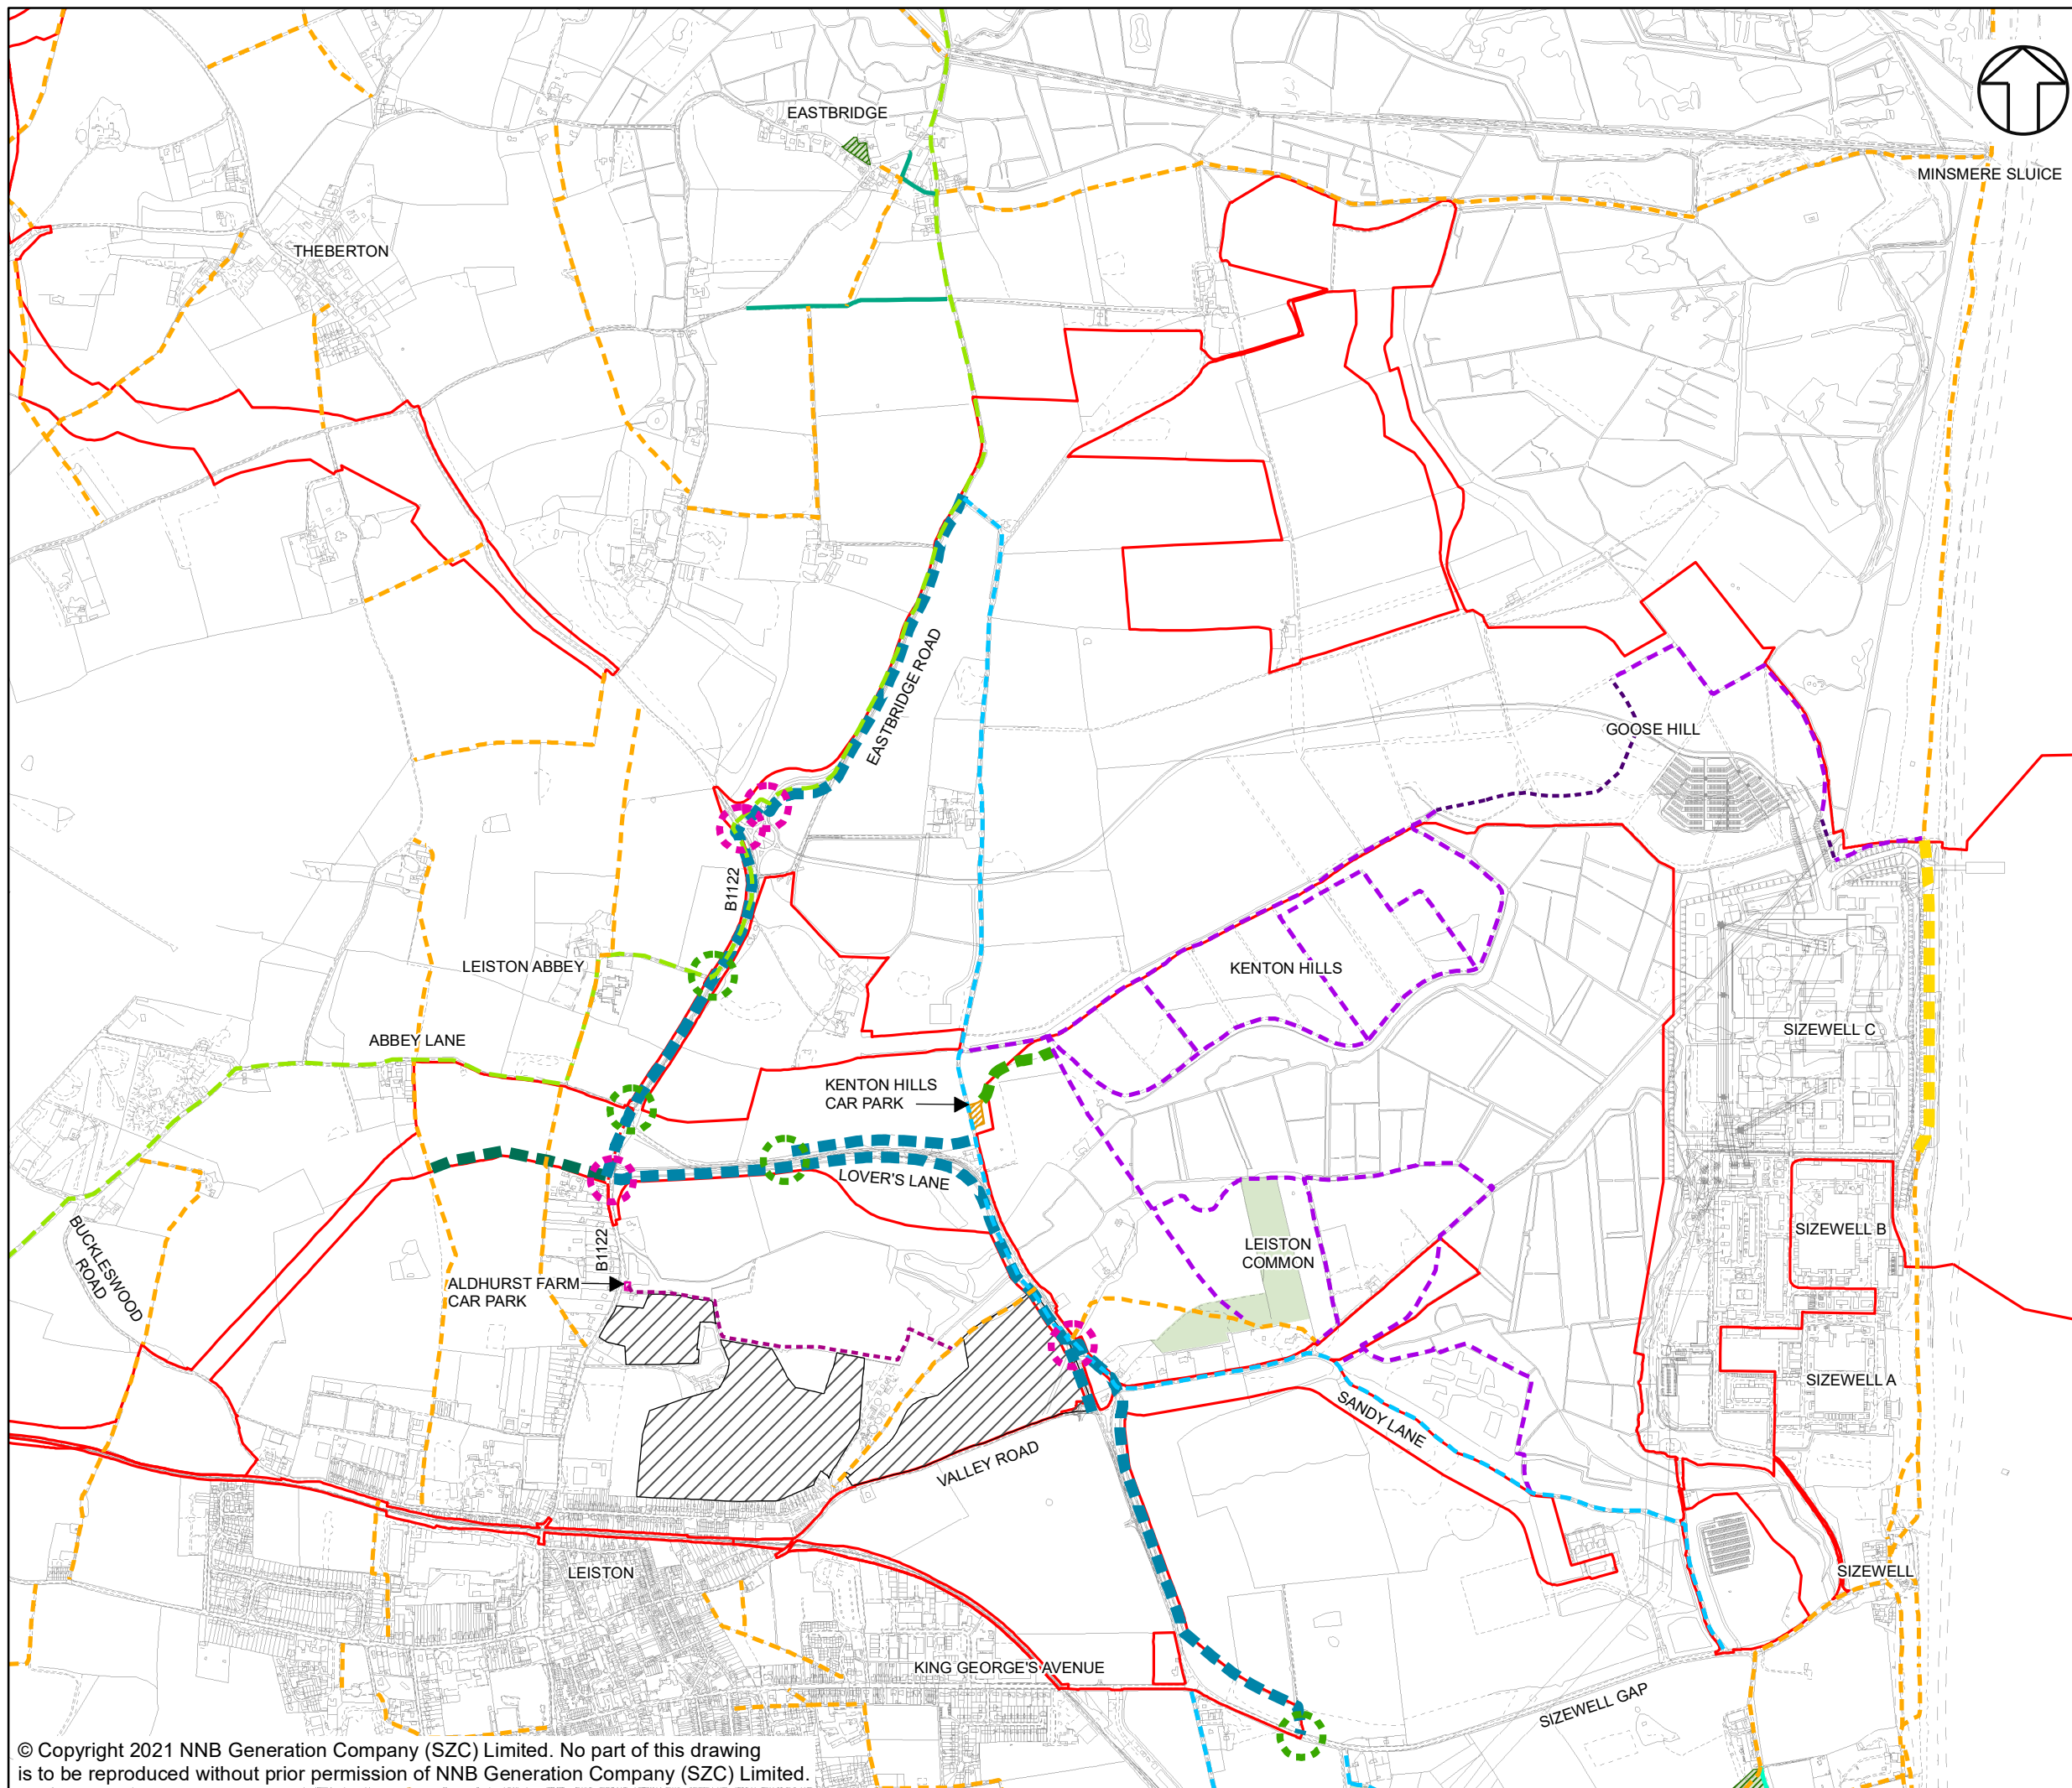 EASTBRIDGE
MINSMERE SLUICE
THEBERTON
EASTBRIDGE ROAD
GOOSE HILL
B1122
LEISTON ABBEY
KENTON HILLS
SIZEWELL C
ABBEY LANE
KENTON HILLS
CAR PARK
LOVER'S LANE
BUCKLESWOOD
ROAD
B1122
LEISTON
COMMON
SIZEWELL B
ALDHURST FARM
CAR PARK
SIZEWELL A
SANDY LANE
VALLEY ROAD
LEISTON
SIZEWELL
KING GEORGE'S AVENUE
SIZEWELL GAP
© Copyright 2021 NNB Generation Company (SZC) Limited. No part of this drawing
is to be reproduced without prior permission of NNB Generation Company (SZC) Limited.